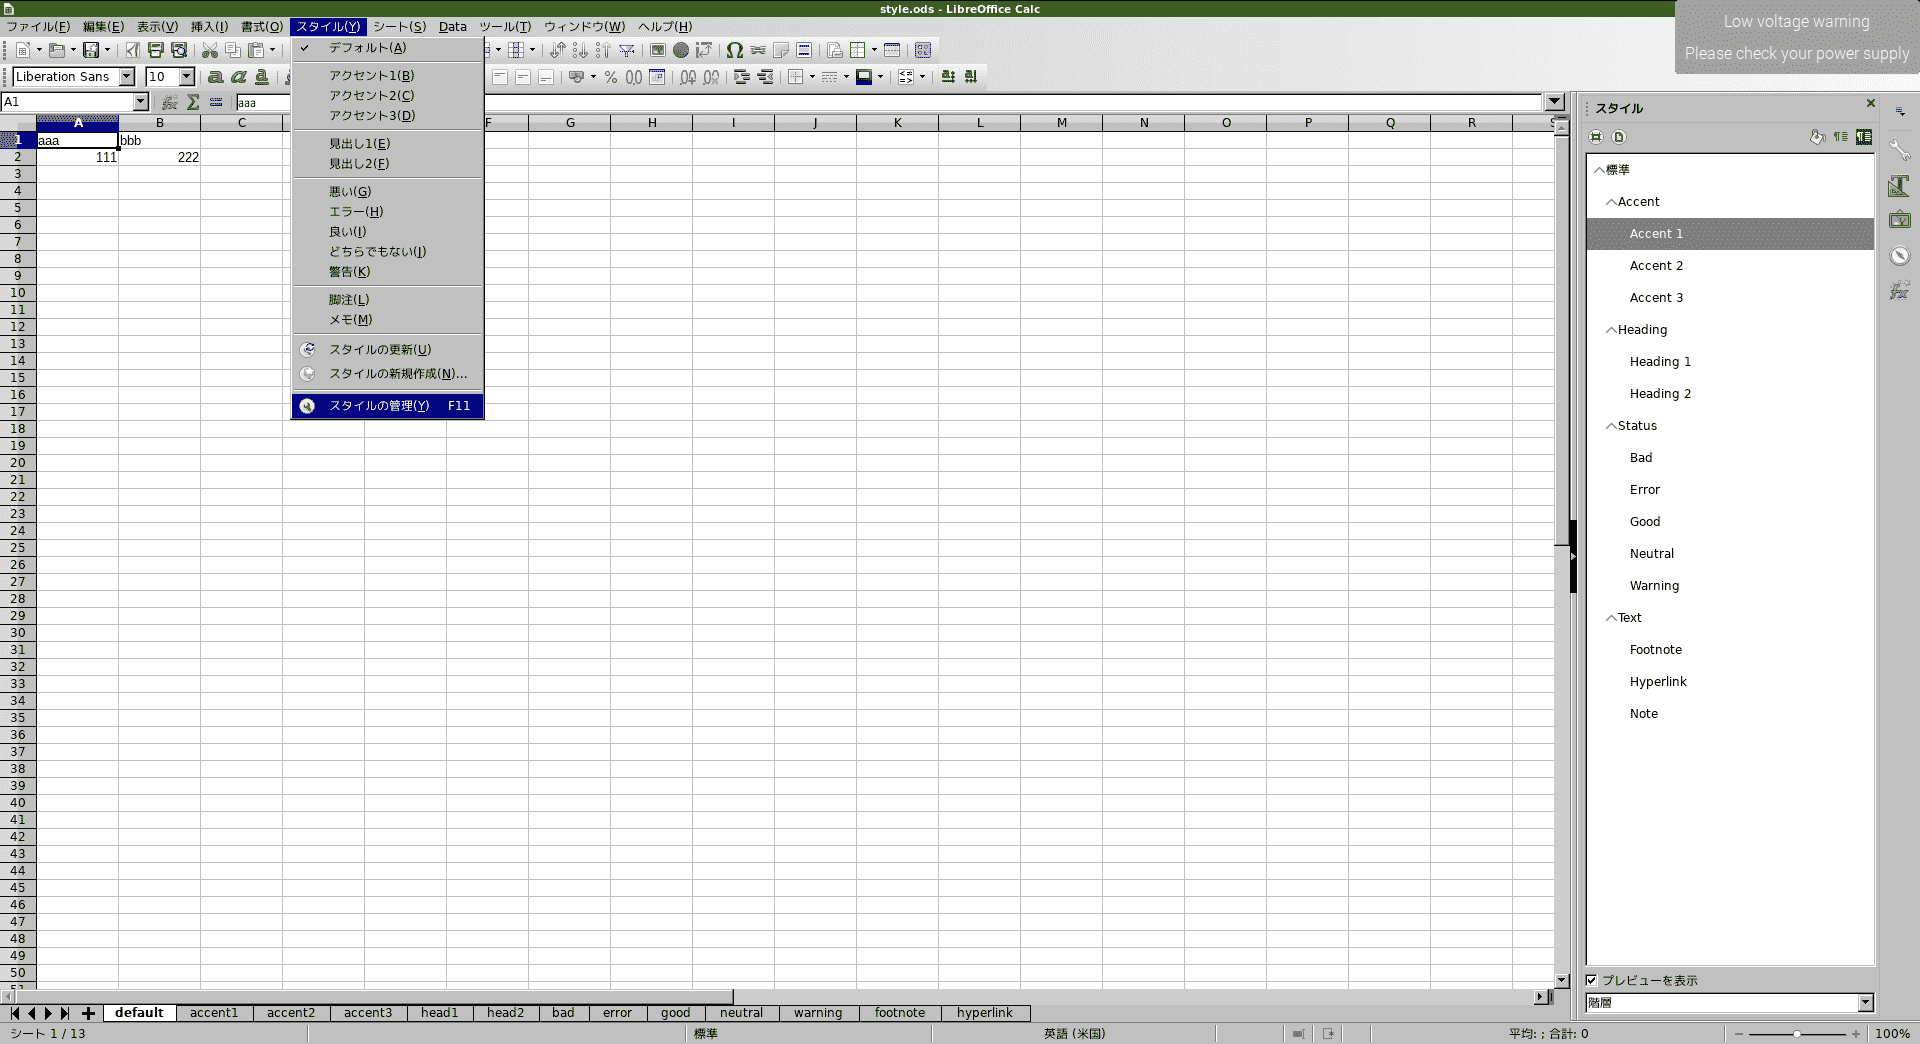 style.ods - LibreOffice Calc
Low voltage warning
Please check your power supply
ファイル(F) 編集(E) 表示(V) 挿入(I) 書式(O) スタイル(Y) シート(S) Data ツール(T) ウィンドウ(W) ヘルプ(H)
Liberation Sans 10
A1 aaa
デフォルト(A)
アクセント1(B)
アクセント2(C)
アクセント3(D)
見出し1(E)
見出し2(F)
悪い(G)
エラー(H)
良い(I)
どちらでもない(J)
警告(K)
脚注(L)
メモ(M)
スタイルの更新(U)
スタイルの新規作成(N)...
スタイルの管理(Y) F11
A B C F G H I J K L M N O P Q R S
1 aaa bbb
2 111 222
3
4
5
6
7
8
9
10
11
12
13
14
15
16
17
18
19
20
21
22
23
24
25
26
27
28
29
30
31
32
33
34
35
36
37
38
39
40
41
42
43
44
45
46
47
48
49
50
51
スタイル
標準
Accent
Accent 1
Accent 2
Accent 3
Heading
Heading 1
Heading 2
Status
Bad
Error
Good
Neutral
Warning
Text
Footnote
Hyperlink
Note
プレビューを表示
階層
default accent1 accent2 accent3 head1 head2 bad error good neutral warning footnote hyperlink
シート 1 / 13 標準 英語 (米国) 平均: ; 合計: 0 100%